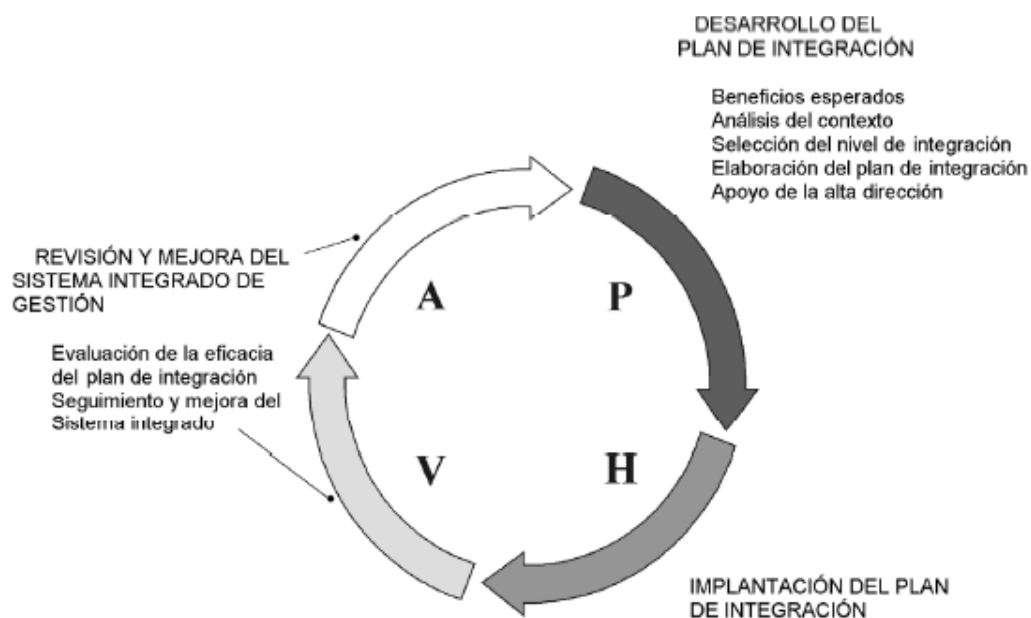 DESARROLLO DEL
PLAN DE INTEGRACIÓN
Beneficios esperados
Análisis del contexto
Selección del nivel de integración
Elaboración del plan de integración
Apoyo de la alta dirección
REVISIÓN Y MEJORA DEL
SISTEMA INTEGRADO DE
GESTIÓN
A
P
Evaluación de la eficacia
del plan de integración
Seguimiento y mejora del
Sistema integrado
V
H
IMPLANTACIÓN DEL PLAN
DE INTEGRACIÓN